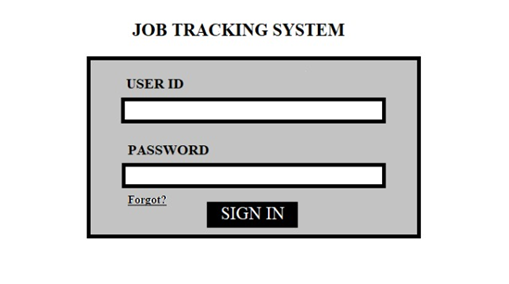 JOB TRACKING SYSTEM
USER ID
PASSWORD
Forgot?
SIGN IN